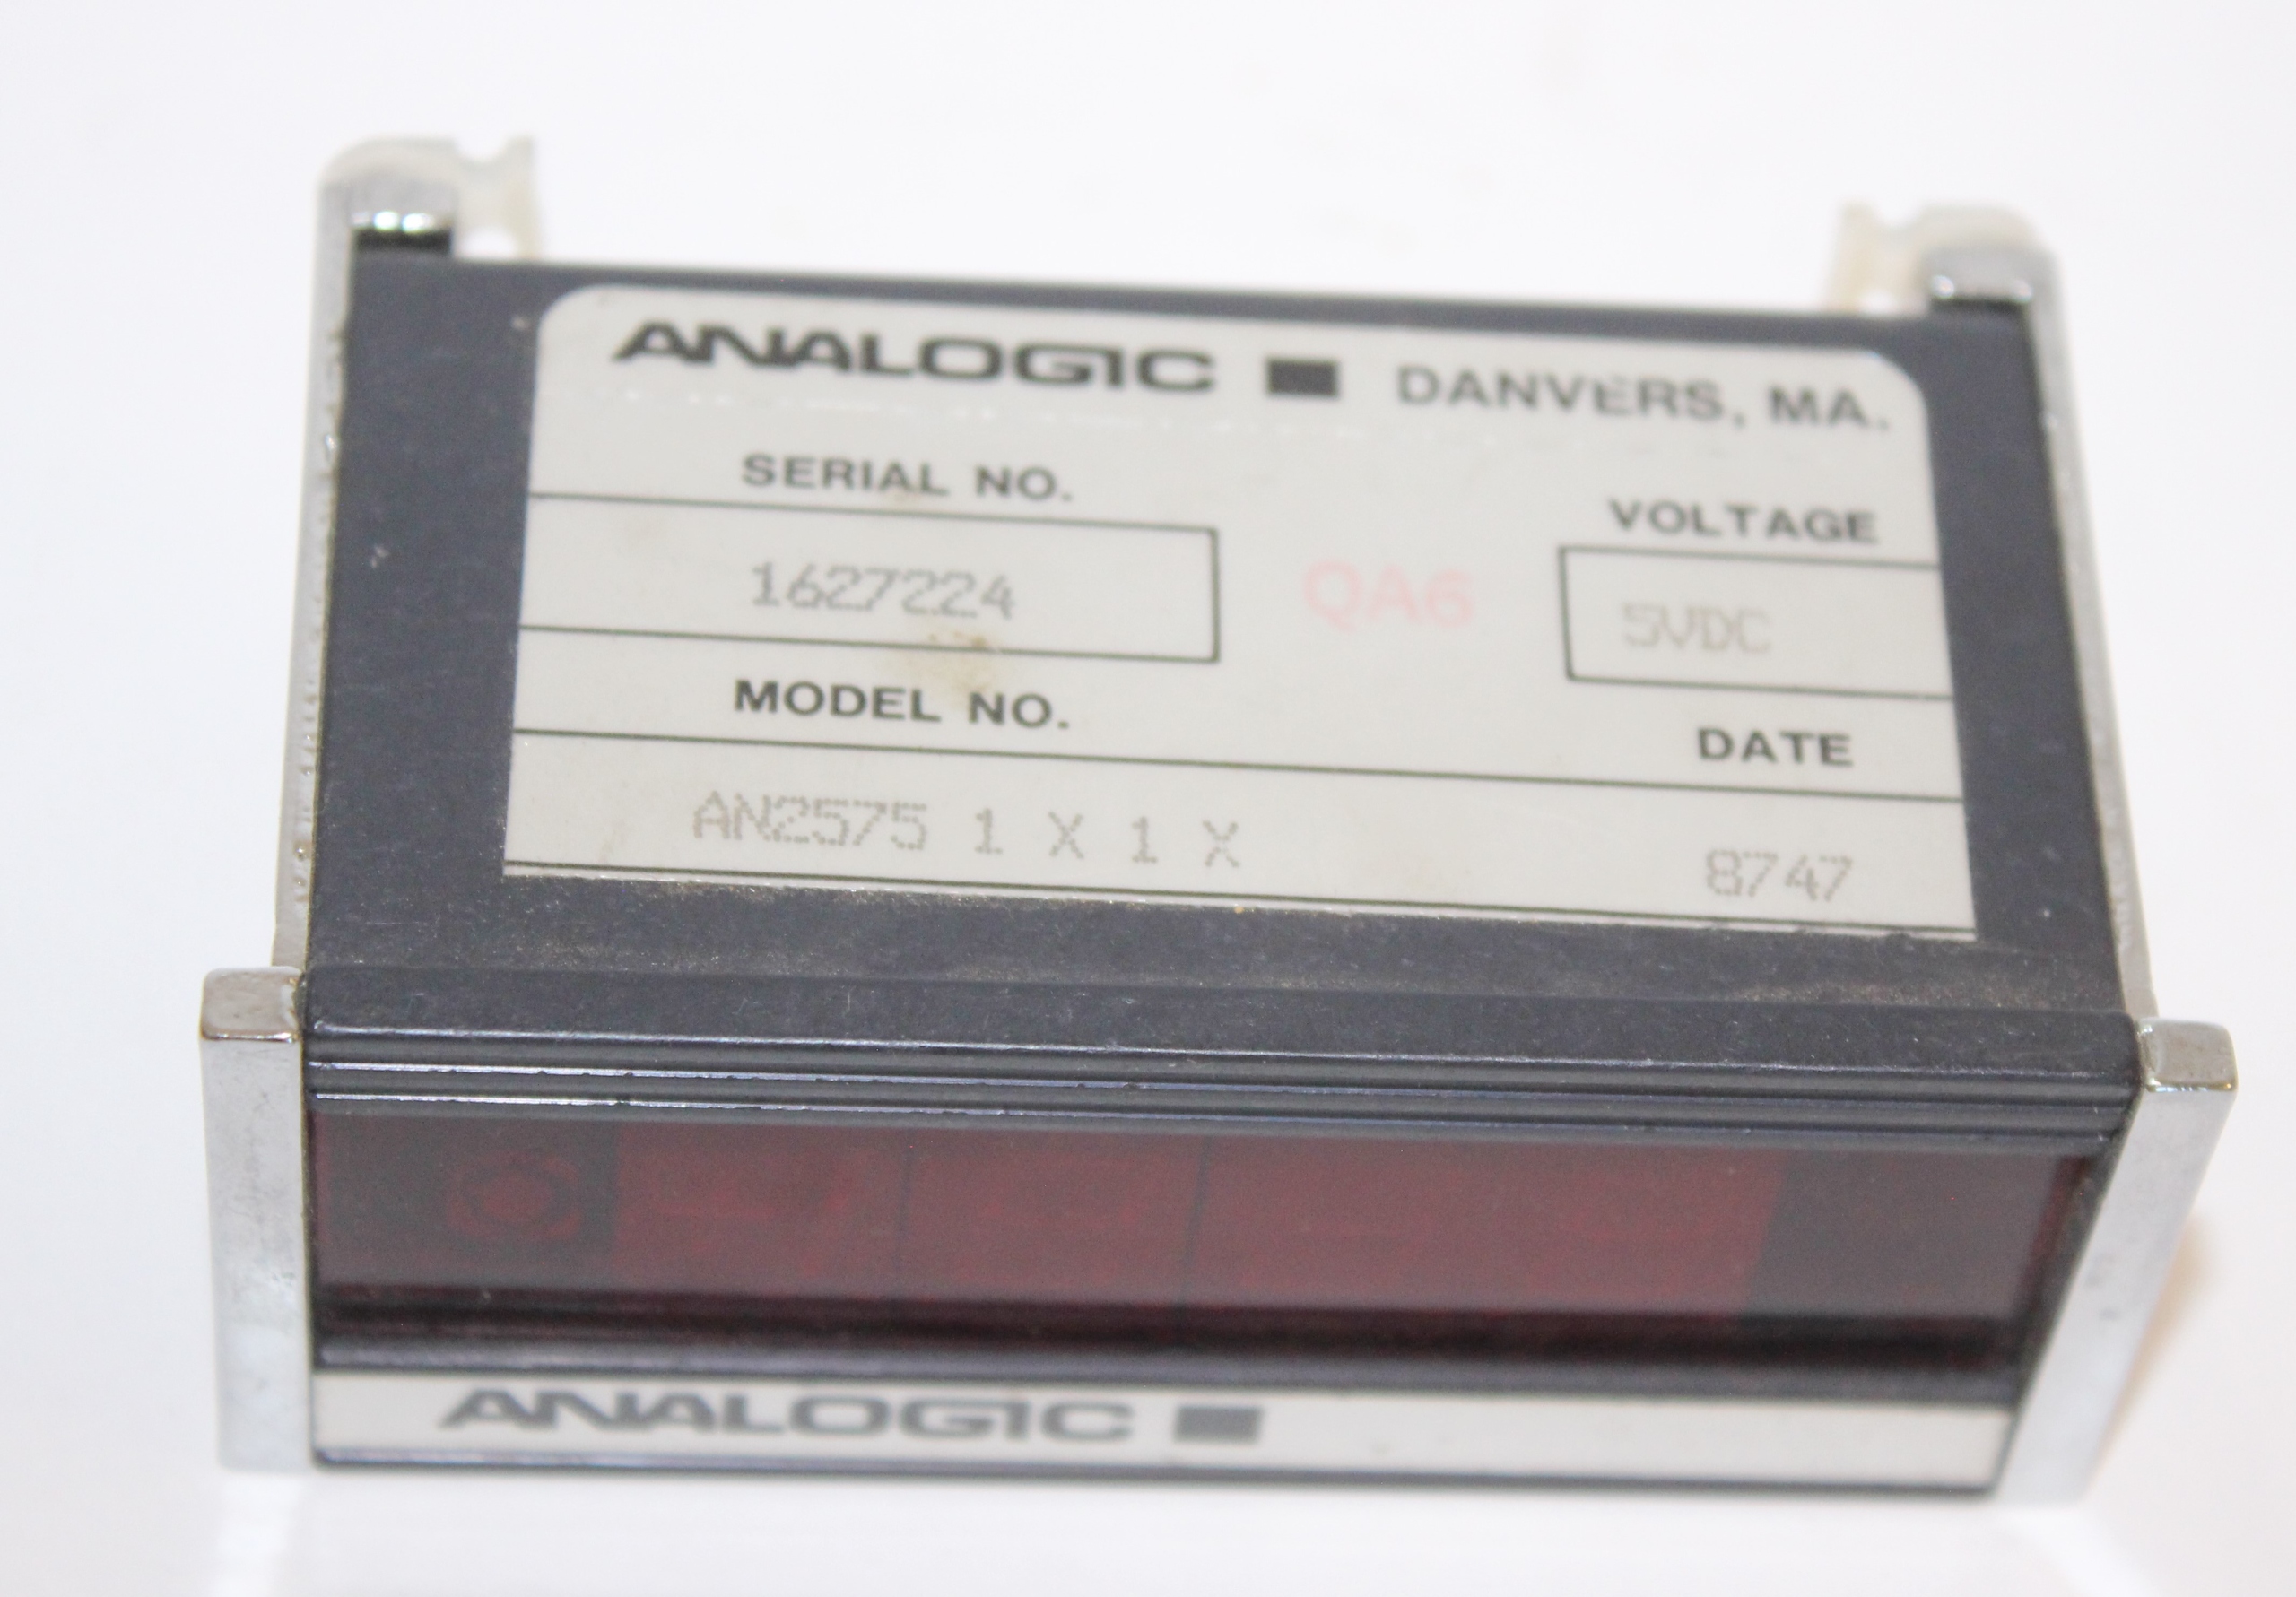 ANALOGIC ■ DANVERS, MA.
SERIAL NO.
VOLTAGE
1627224
QA6
5VDC
MODEL NO.
DATE
AN2575 1 X 1 X
8747
ANALOGIC ■